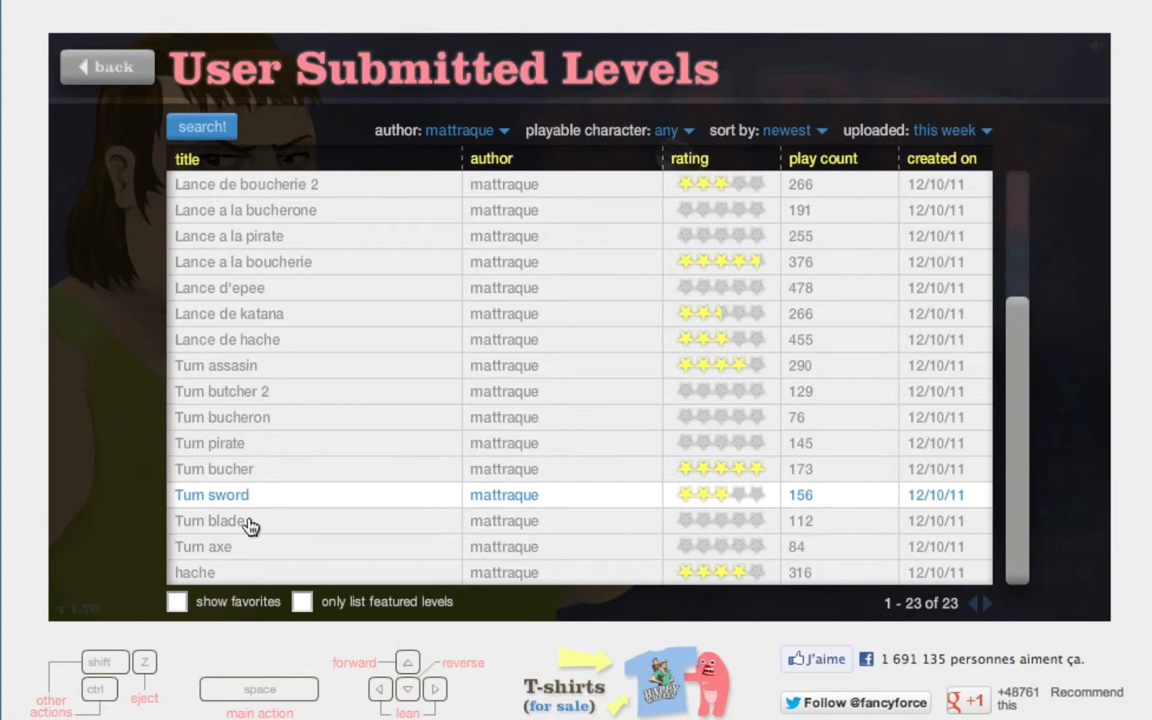 back
User Submitted Levels
search!
author: mattraque playable character: any sort by: newest uploaded: this week
title author rating play count created on
Lance de boucherie 2 mattraque 266 12/10/11
Lance a la bucherone mattraque 191 12/10/11
Lance a la pirate mattraque 255 12/10/11
Lance a la boucherie mattraque 376 12/10/11
Lance d'epee mattraque 478 12/10/11
Lance de katana mattraque 266 12/10/11
Lance de hache mattraque 455 12/10/11
Turn assasin mattraque 290 12/10/11
Turn butcher 2 mattraque 129 12/10/11
Turn bucheron mattraque 76 12/10/11
Turn pirate mattraque 145 12/10/11
Turn bucher mattraque 173 12/10/11
Turn sword mattraque 156 12/10/11
Turn blade mattraque 112 12/10/11
Turn axe mattraque 84 12/10/11
hache mattraque 316 12/10/11
show favorites only list featured levels 1 - 23 of 23
shift Z
ctrl
other actions
eject
space
main action
forward
reverse
lean
T-shirts
(for sale)
HAPPY WHEELS
J'aime 1 691 135 personnes aiment ça.
Follow @fancyforce
+1 +48761 Recommend this